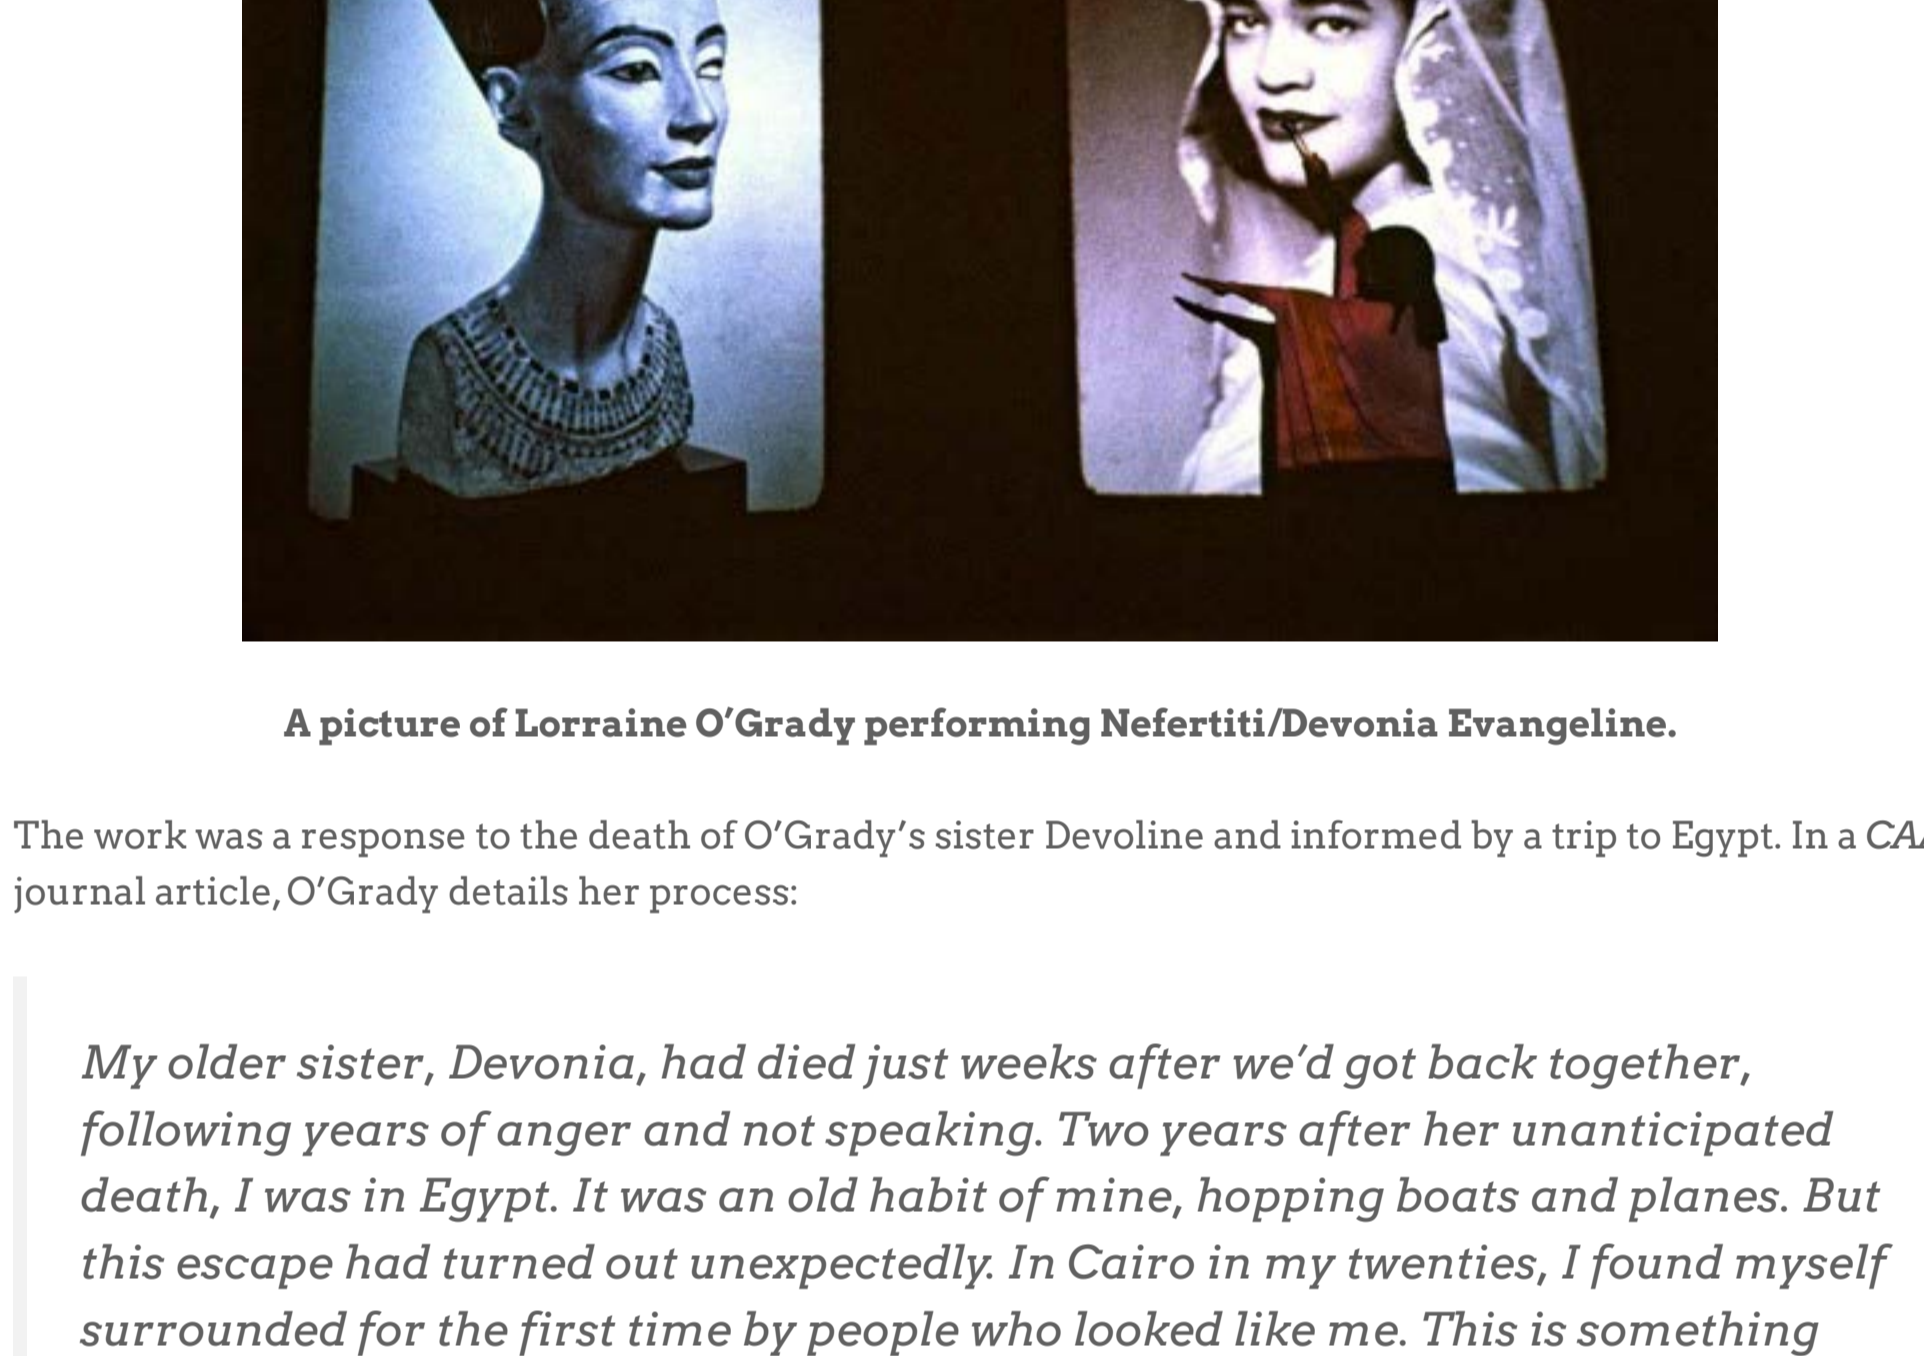 A picture of Lorraine O’Grady performing Nefertiti/Devonia Evangeline.
The work was a response to the death of O’Grady’s sister Devoline and informed by a trip to Egypt. In a
journal article, O’Grady details her process:
My older sister, Devonia, had died just weeks after we’d got back together,
following years of anger and not speaking. Two years after her unanticipated
death, I was in Egypt. It was an old habit of mine, hopping boats and planes. But
this escape had turned out unexpectedly. In Cairo in my twenties, I found myself
surrounded for the first time by people who looked like me. This is something